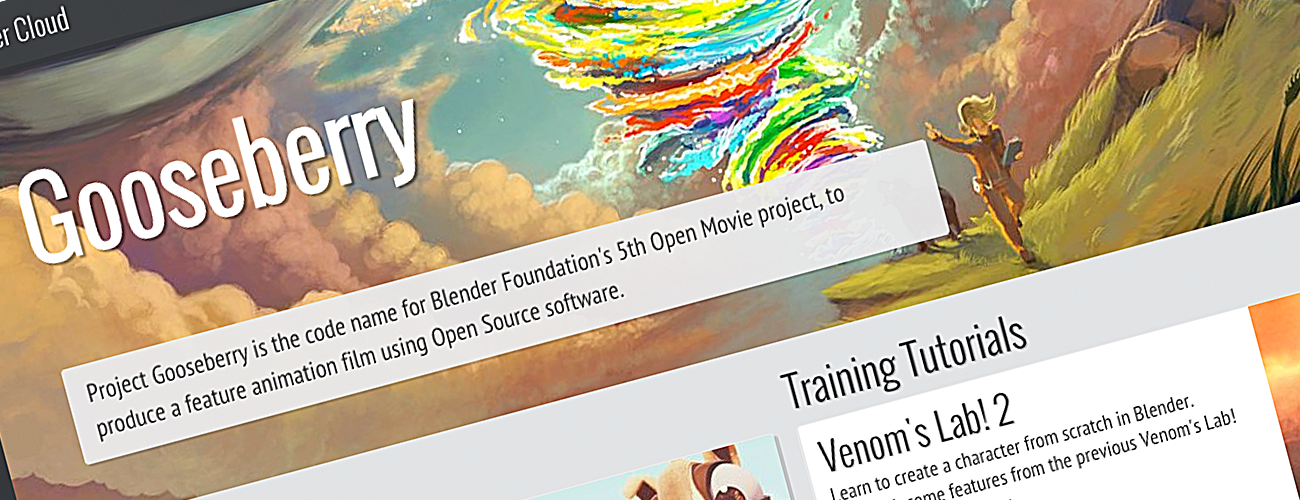 Cloud
Gooseberry
Project Gooseberry is the code name for Blender Foundation's 5th Open Movie project, to
produce a feature animation film using Open Source software.
Training Tutorials
Venom's Lab! 2
Learn to create a character from scratch in Blender.
some features from the previous Venom's Lab!